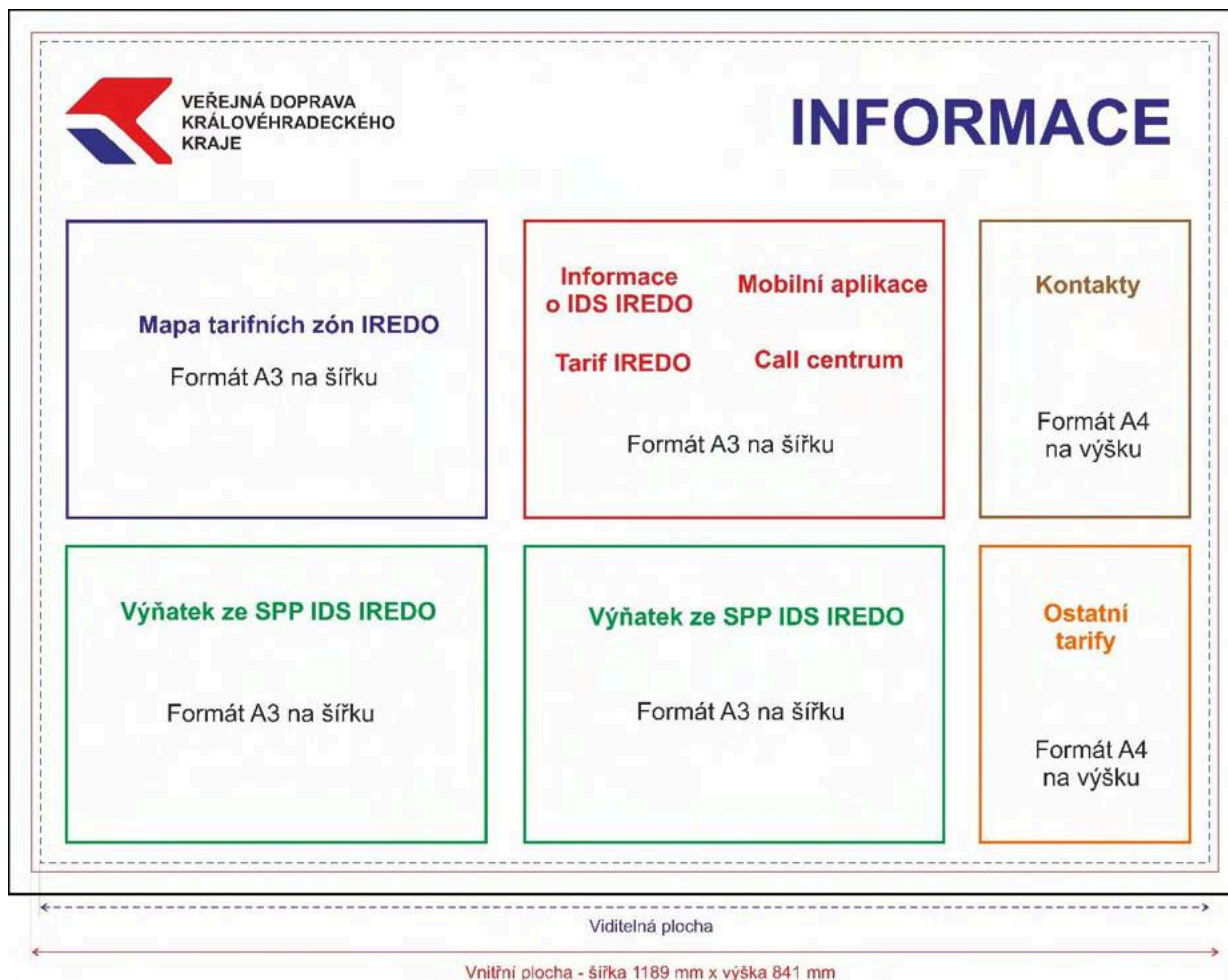 VEŘEJNÁ DOPRAVA
KRÁLOVÉHRADECKÉHO
KRAJE
INFORMACE
Mapa tarifních zón IREDO
Formát A3 na šířku
Informace
o IDS IREDO
Mobilní aplikace
Tarif IREDO
Call centrum
Formát A3 na šířku
Kontakty
Formát A4
na výšku
Výňatek ze SPP IDS IREDO
Formát A3 na šířku
Výňatek ze SPP IDS IREDO
Formát A3 na šířku
Ostatní
tarify
Formát A4
na výšku
Viditelná plocha
Vnitřní plocha - šířka 1189 mm x výška 841 mm